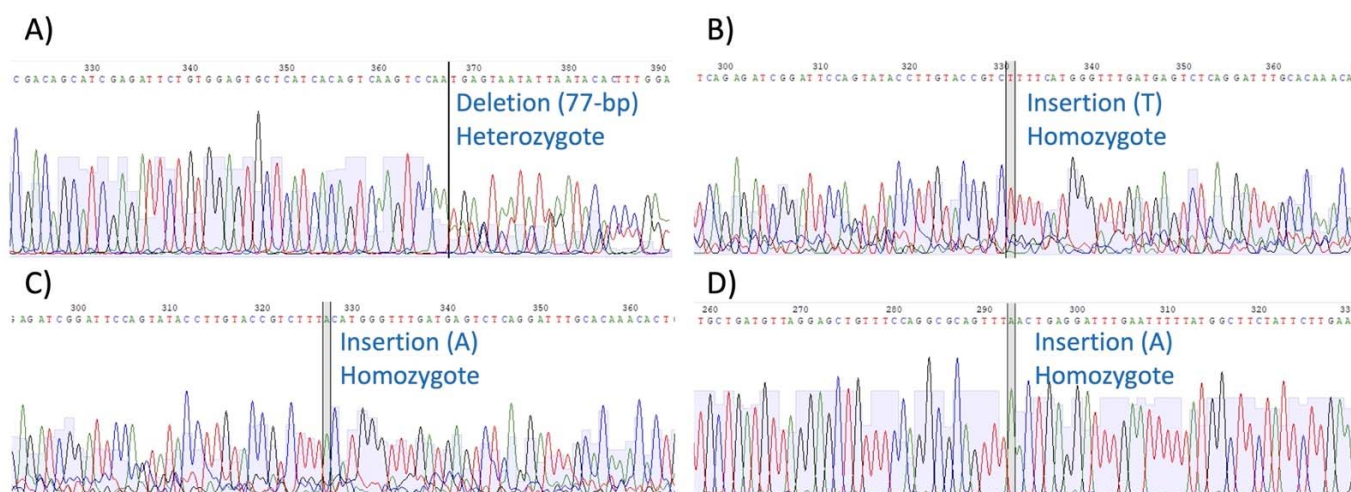 A)
330 340 350 360 370 380 390
CGACAGCATCGAGATTCTGTGGAGTGCTCATCACAGTCAAGTCCAATGAGTAATATTAATACACTTTGGA
Deletion (77-bp)
Heterozygote
B)
300 310 320 330 340 350 360
TCAGAGATCGGATTCCAGTATACCTTGTACCGTCTTTTCATGGGTTTGATGAGTCTCAGGATTTGCACAAACA
Insertion (T)
Homozygote
C)
300 310 320 330 340 350 360
GAGATCGGATTCCAGTATACCTTGTACCGTCTTTACATGGGTTTGATGAGTCTCAGGATTTGCACAAACACT
Insertion (A)
Homozygote
D)
260 270 280 290 300 310 320 330
TGCTGATGTTAGGAGCTGTTTCCAGGCGCAGTTTAACTGAGGATTTGAATTTTTATGGCTTCTATTCTTGAA
Insertion (A)
Homozygote